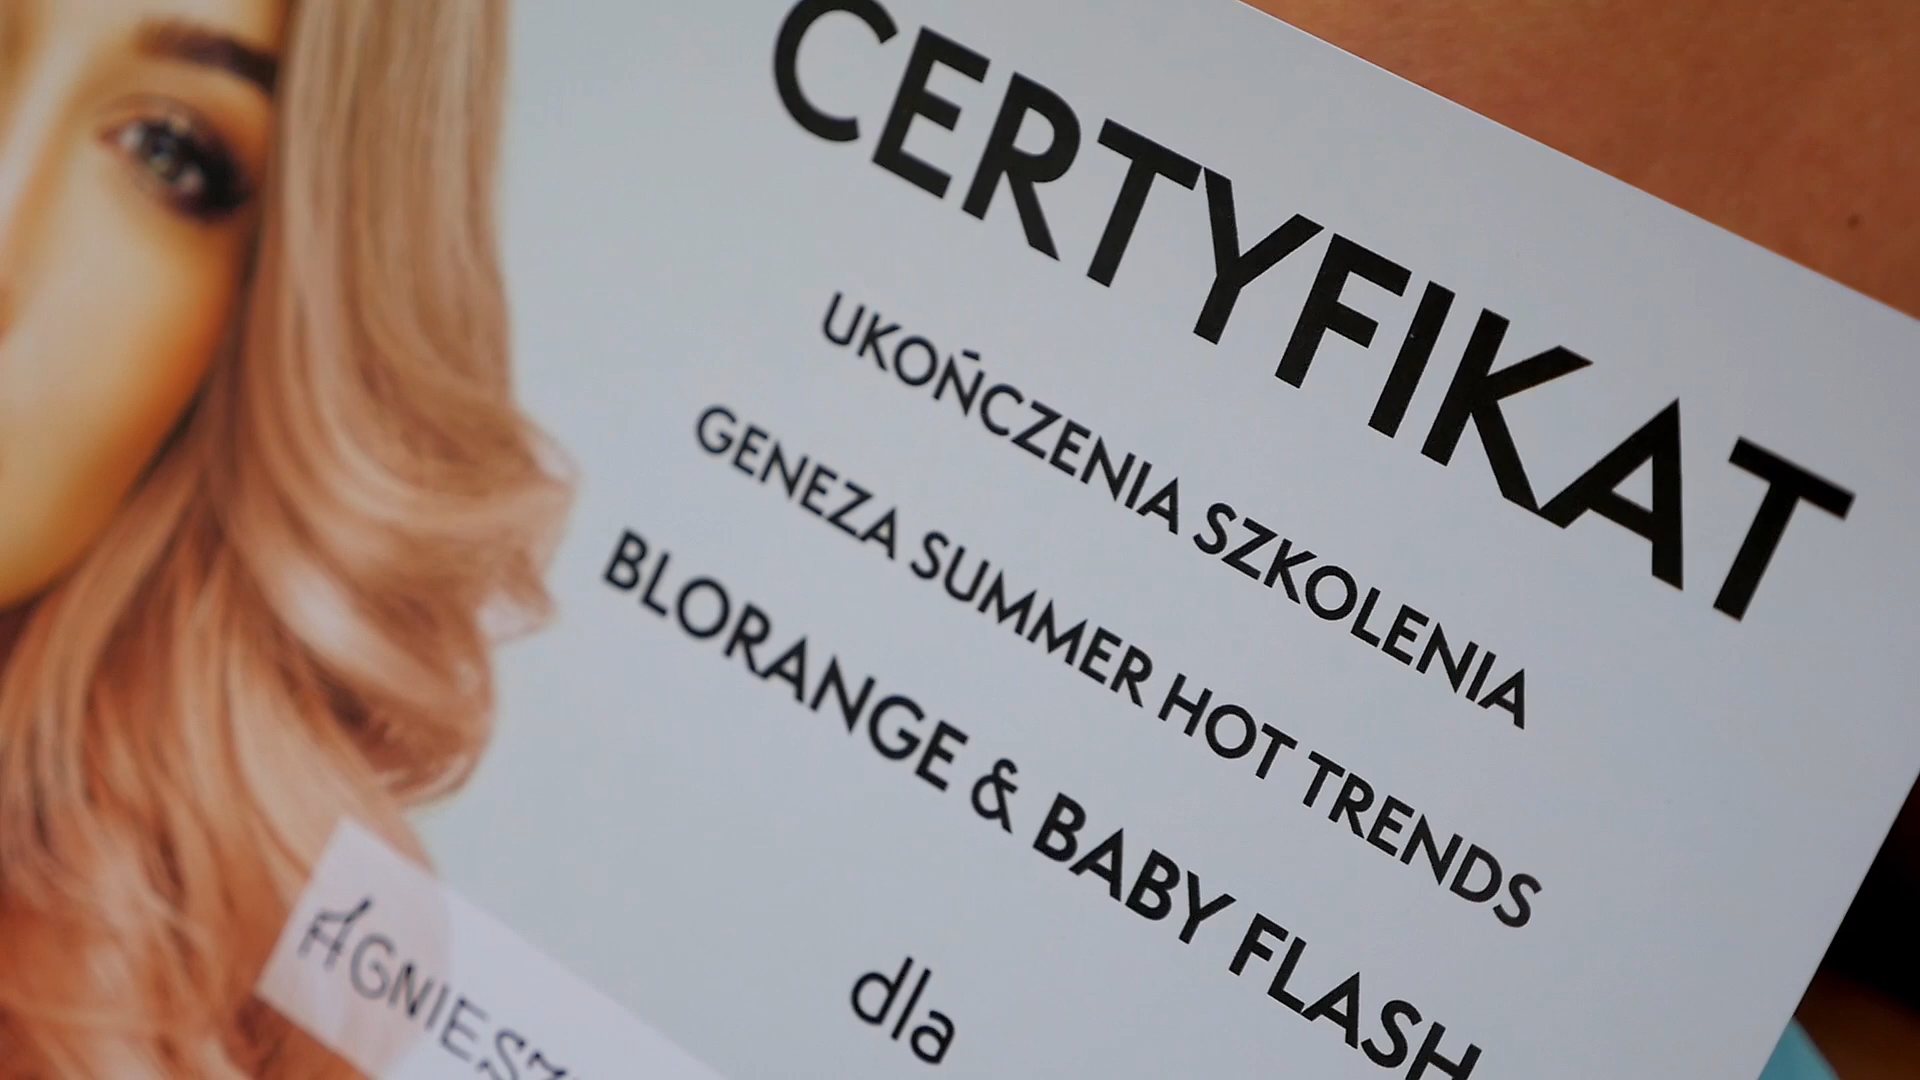 CERTYFIKAT
UKOŃCZENIA SZKOLENIA
GENEZA SUMMER HOT TRENDS
BLORANGE & BABY FLASH
dla